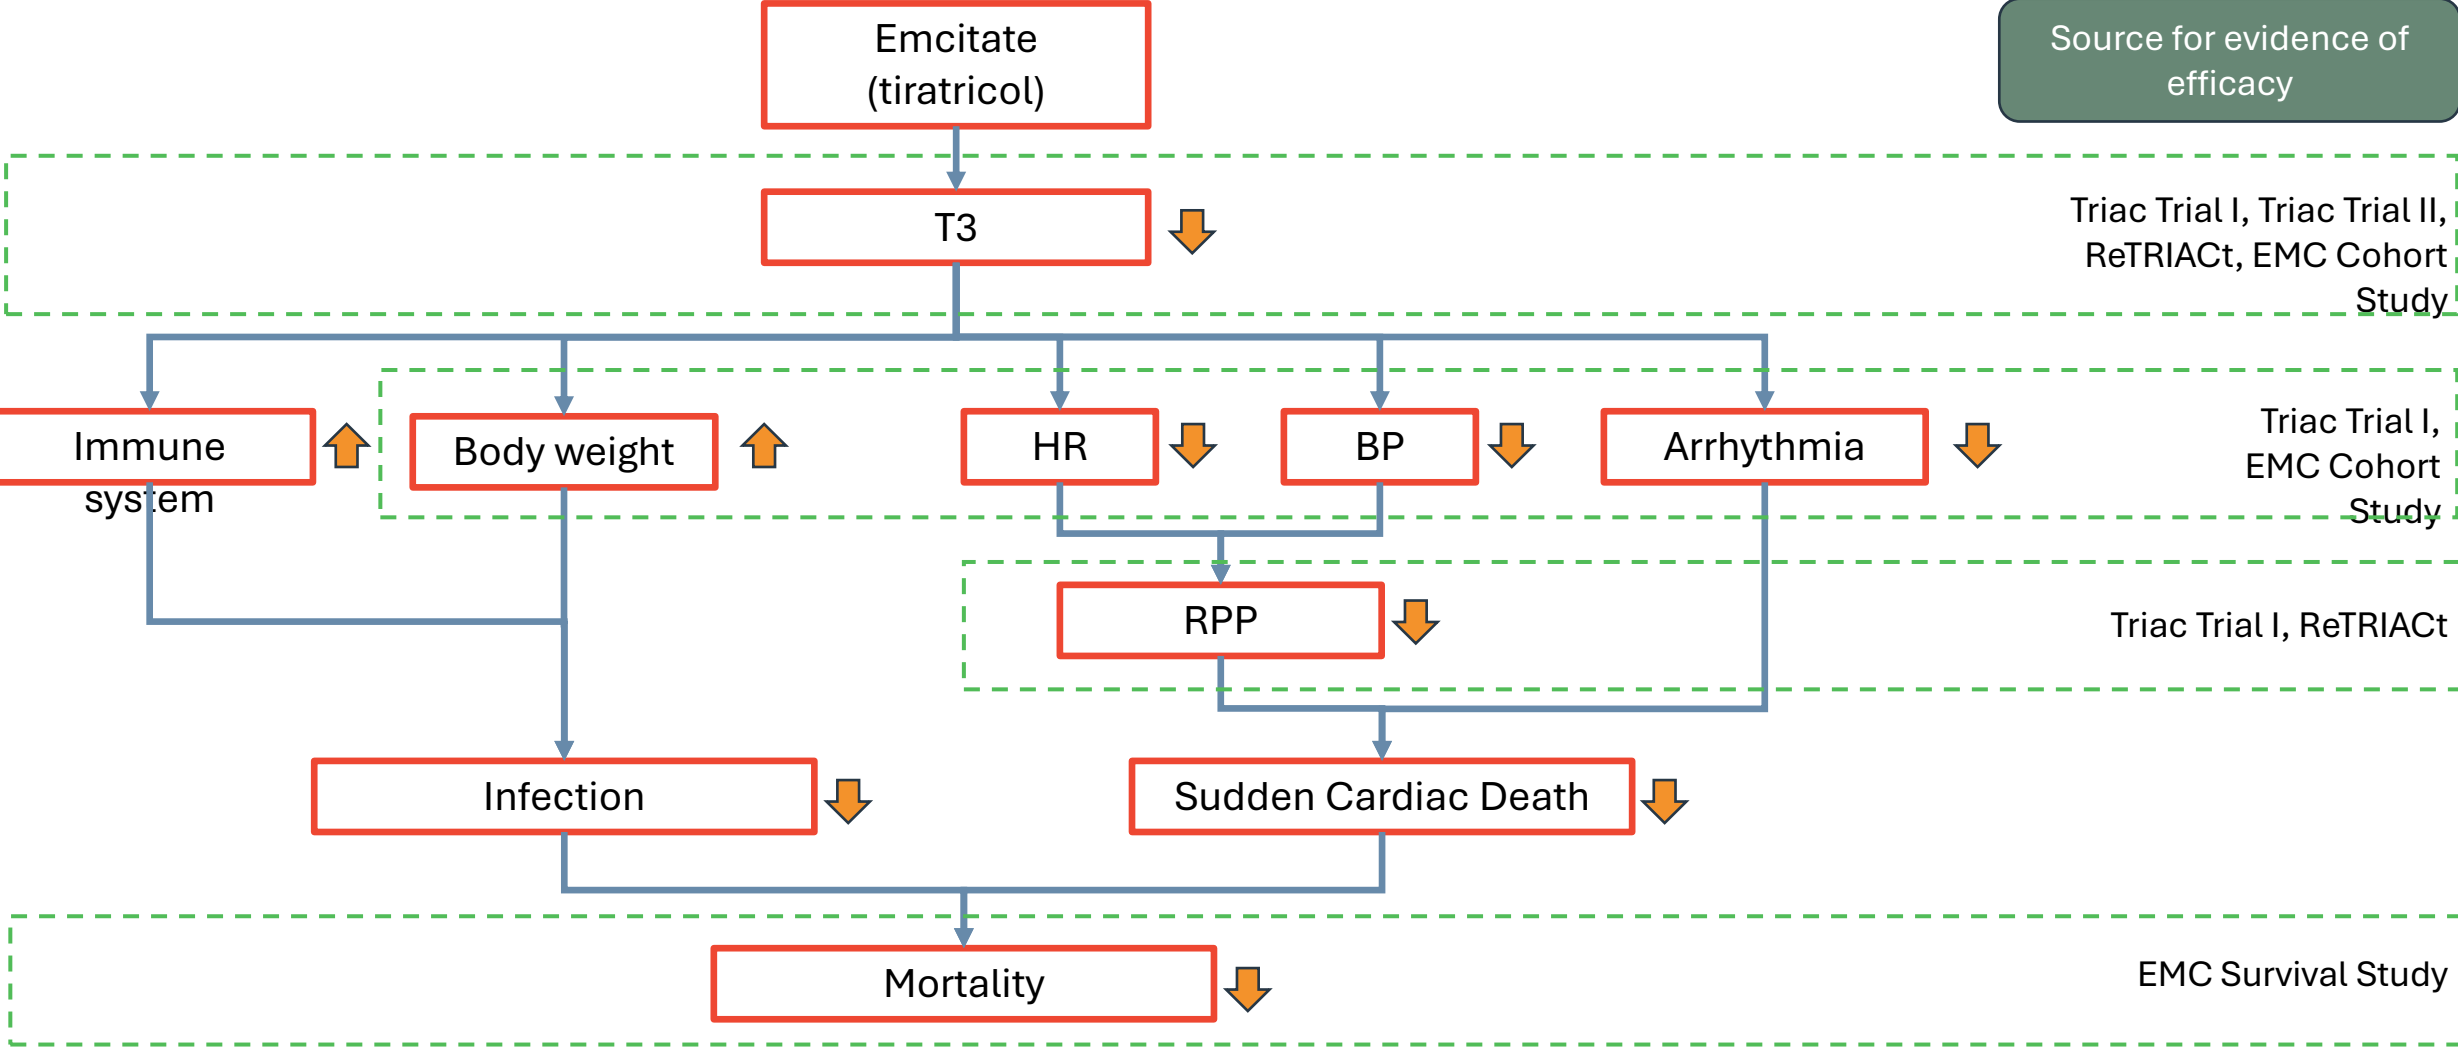 Emcitate
(tiratricol)
Source for evidence of
efficacy
T3
Triac Trial I, Triac Trial II,
ReTRIACt, EMC Cohort
Study
Immune
system
Body weight
HR
BP
Arrhythmia
Triac Trial I,
EMC Cohort
Study
RPP
Triac Trial I, ReTRIACt
Infection
Sudden Cardiac Death
Mortality
EMC Survival Study